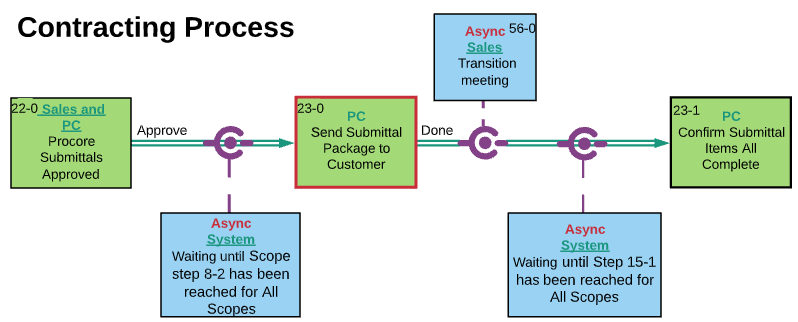 Contracting Process
Async 56-0
Sales
Transition
meeting
22-0 Sales and
PC
Procore
Submittals
Approved
Approve
23-0
PC
Send Submittal
Package to
Customer
Done
23-1 PC
Confirm Submittal
Items All
Complete
Async
System
Waiting until Scope
step 8-2 has been
reached for All
Scopes
Async
System
Waiting until Step 15-1
has been reached for
All Scopes